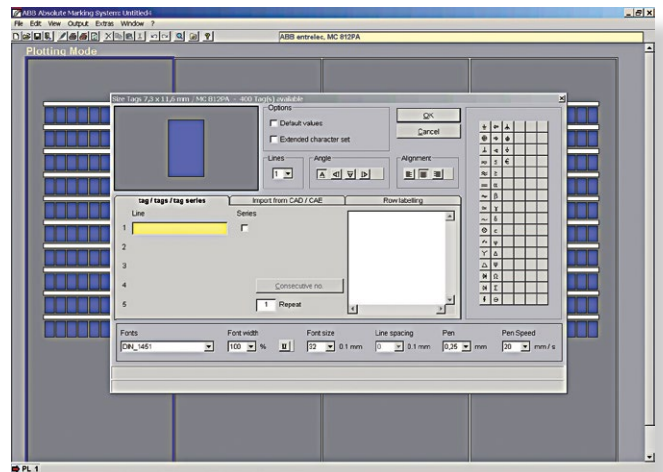 ABB Absolute Marking Systems Untitled4
File Edit View Output Extras Window ?
ABB entrelec, MC 812PA
Plotting Mode
Size Tags 7,3 x 11,6 mm / MC 812PA - 400 Tag(s) available
Options
Default values
Extended character set
OK
Cancel
Lines
Angle
Alignment
1
tag / tags / tag series
Import from CAD / CAE
Row labelling
Line
Series
1
2
3
4
5
Consecutive no.
1 Repeat
Fonts
Font width
Font size
Line spacing
Pen
Pen Speed
DIN_1451
100 %
U
32 0.1 mm
0 0.1 mm
0,25 mm
20 mm / s
PL 1